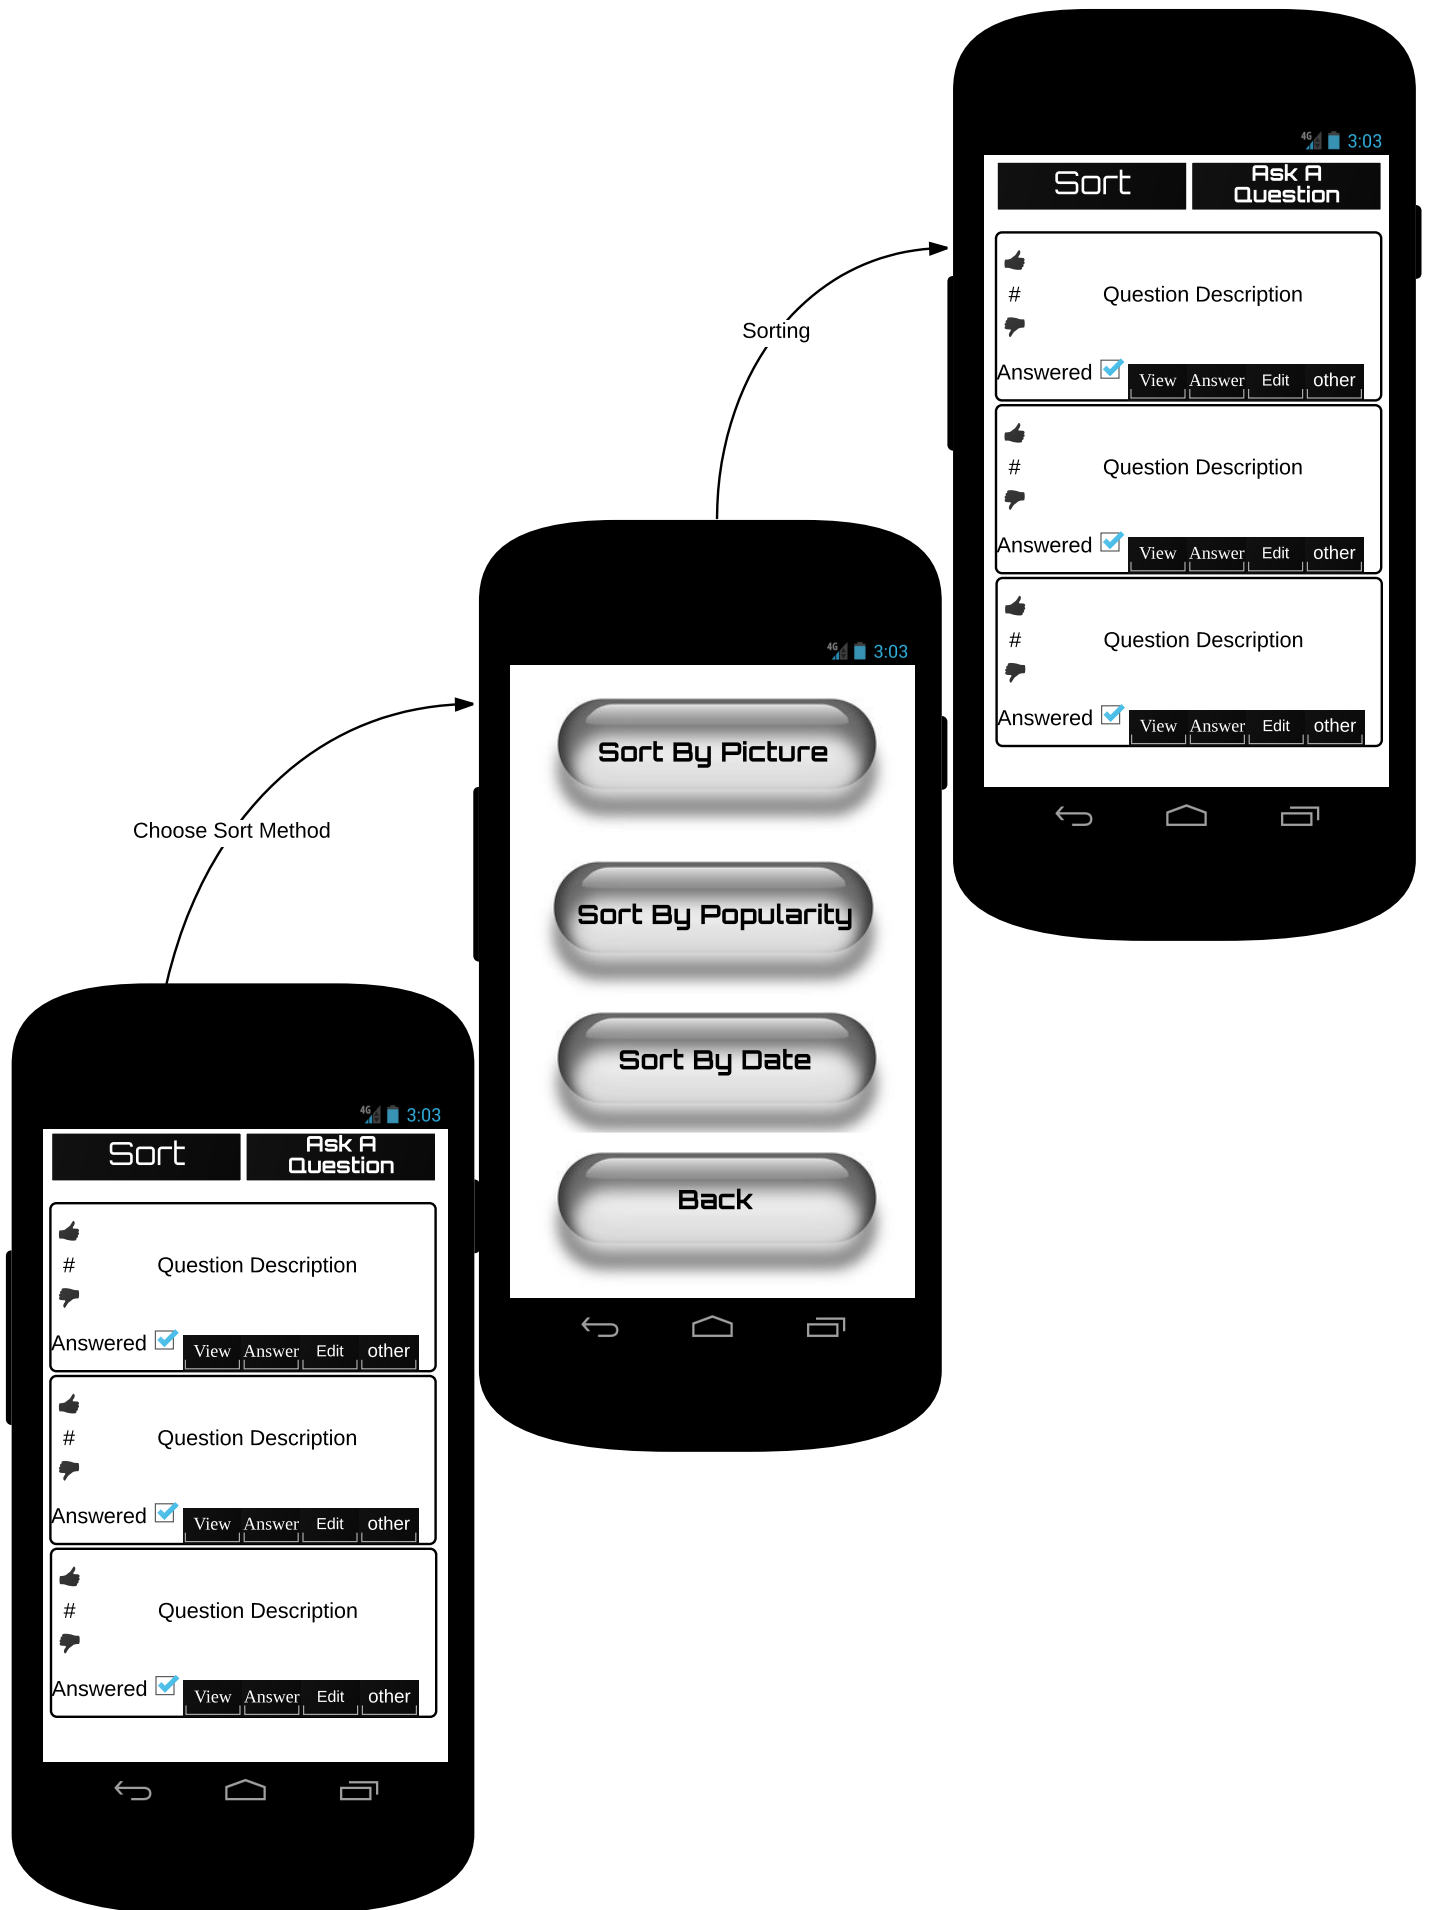 4G 3:03
Sort
Ask A
Question
#
Question Description
Answered
View Answer Edit other
#
Question Description
Answered
View Answer Edit other
#
Question Description
Answered
View Answer Edit other
Sorting
4G 3:03
Sort By Picture
Sort By Popularity
Sort By Date
Back
Choose Sort Method
4G 3:03
Sort
Ask A
Question
#
Question Description
Answered
View Answer Edit other
#
Question Description
Answered
View Answer Edit other
#
Question Description
Answered
View Answer Edit other